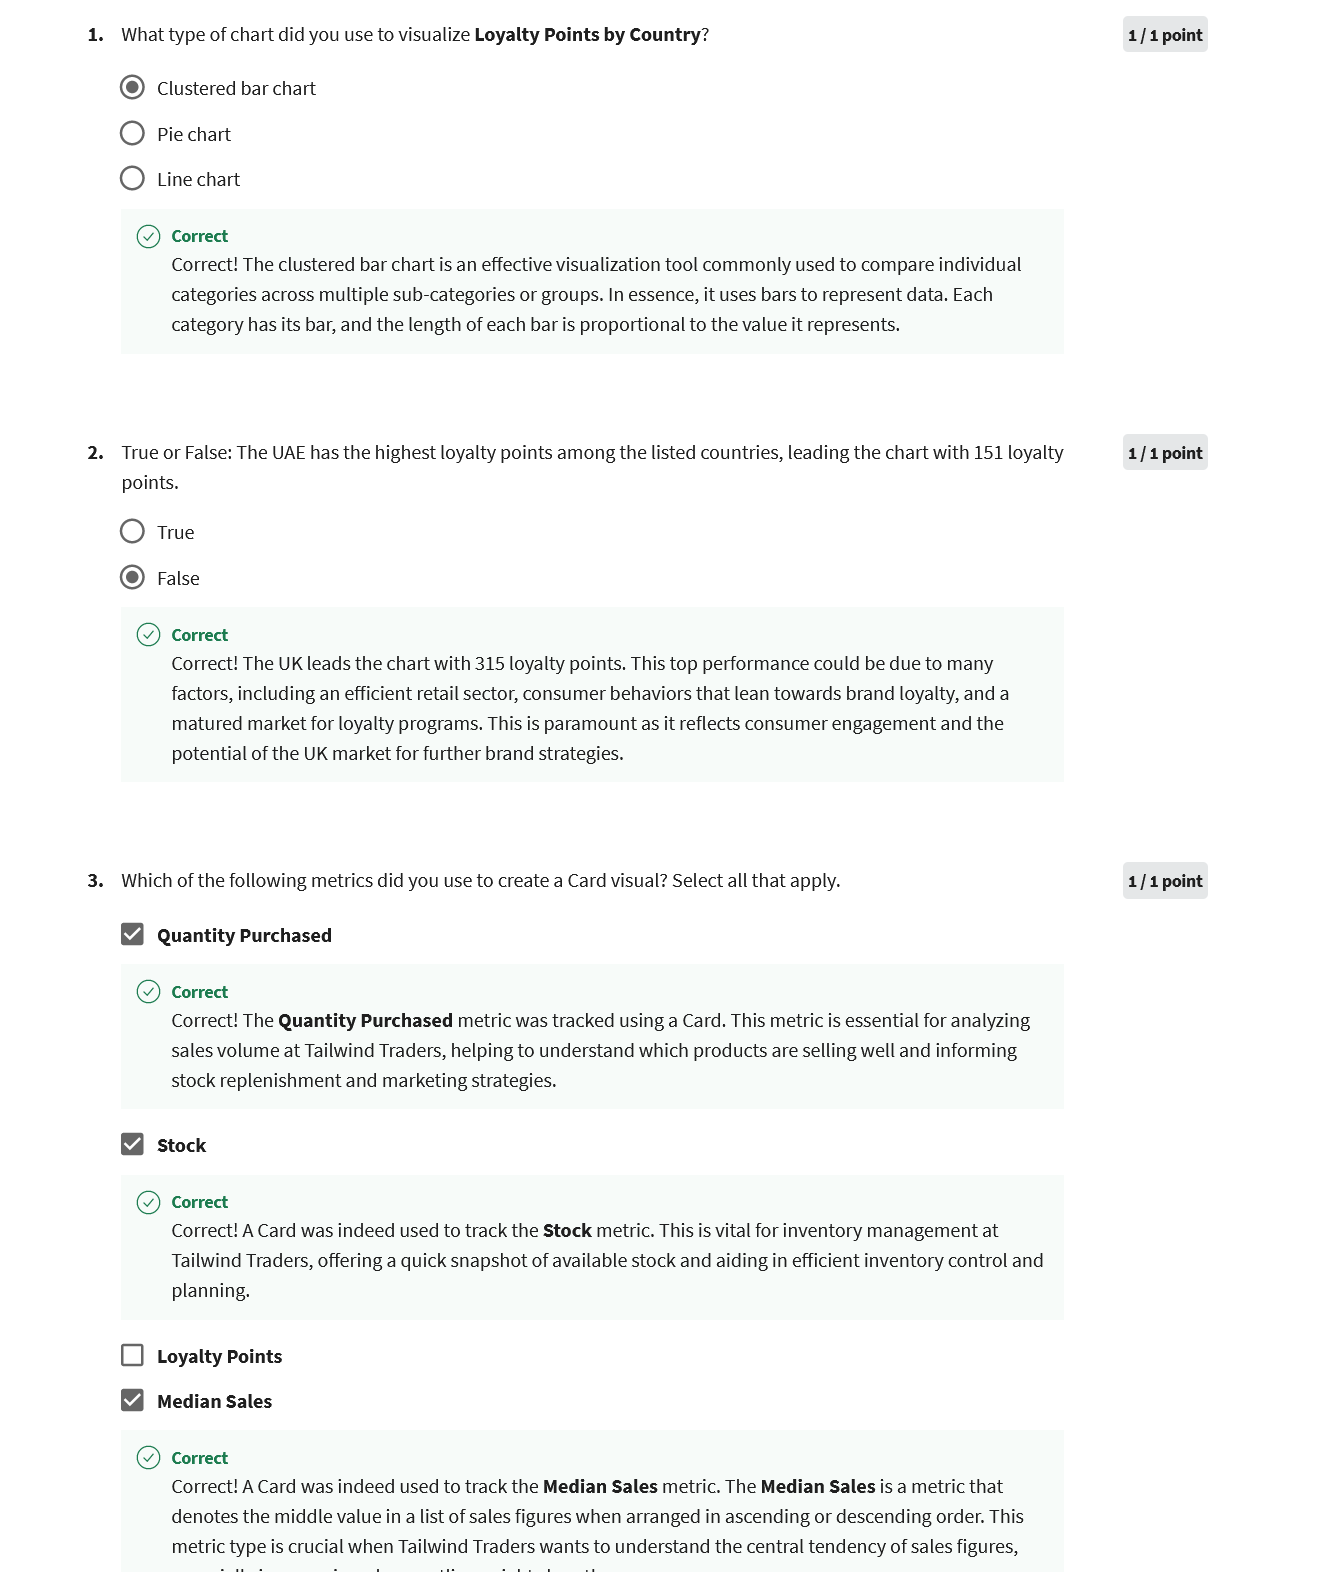 1. What type of chart did you use to visualize Loyalty Points by Country?
1 / 1 point
Clustered bar chart
Pie chart
Line chart
Correct
Correct! The clustered bar chart is an effective visualization tool commonly used to compare individual
categories across multiple sub-categories or groups. In essence, it uses bars to represent data. Each
category has its bar, and the length of each bar is proportional to the value it represents.
2. True or False: The UAE has the highest loyalty points among the listed countries, leading the chart with 151 loyalty
points.
1 / 1 point
True
False
Correct
Correct! The UK leads the chart with 315 loyalty points. This top performance could be due to many
factors, including an efficient retail sector, consumer behaviors that lean towards brand loyalty, and a
matured market for loyalty programs. This is paramount as it reflects consumer engagement and the
potential of the UK market for further brand strategies.
3. Which of the following metrics did you use to create a Card visual? Select all that apply.
1 / 1 point
Quantity Purchased
Correct
Correct! The Quantity Purchased metric was tracked using a Card. This metric is essential for analyzing
sales volume at Tailwind Traders, helping to understand which products are selling well and informing
stock replenishment and marketing strategies.
Stock
Correct
Correct! A Card was indeed used to track the Stock metric. This is vital for inventory management at
Tailwind Traders, offering a quick snapshot of available stock and aiding in efficient inventory control and
planning.
Loyalty Points
Median Sales
Correct
Correct! A Card was indeed used to track the Median Sales metric. The Median Sales is a metric that
denotes the middle value in a list of sales figures when arranged in ascending or descending order. This
metric type is crucial when Tailwind Traders wants to understand the central tendency of sales figures,